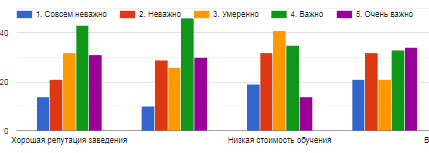 1. Совсем неважно 2. Неважно 3. Умеренно 4. Важно 5. Очень важно
40
20
0
Хорошая репутация заведения Низкая стоимость обучения В